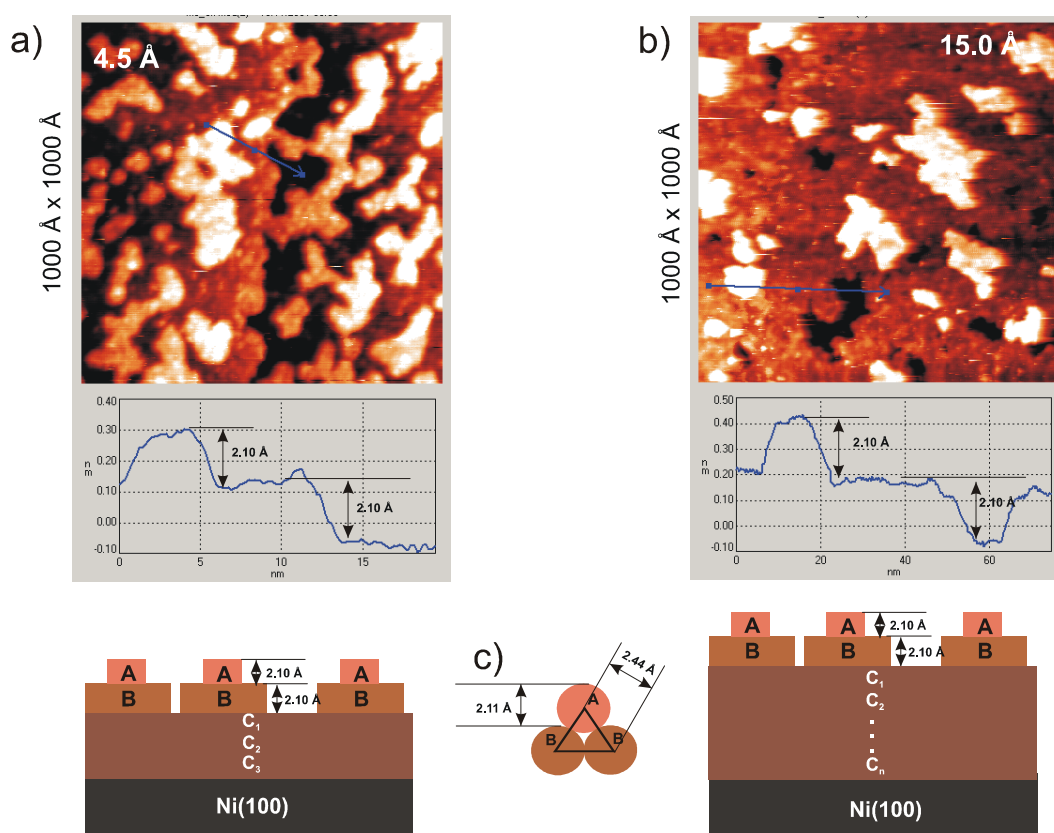 a)
4.5 Å
1000 Å x 1000 Å
0.40
0.30
0.20
nm
0.10
0.00
-0.10
0
5
10
15
nm
2.10 Å
2.10 Å
b)
15.0 Å
1000 Å x 1000 Å
0.50
0.40
0.30
nm
0.20
0.10
0.00
-0.10
0
20
40
60
nm
2.10 Å
2.10 Å
A A A
2.10 Å
B B B
2.10 Å
C1
C2
C3
Ni(100)
c)
2.44 Å
2.11 Å
A
B B
A A A
2.10 Å
B B B
2.10 Å
C1
C2
.
.
.
Cn
Ni(100)